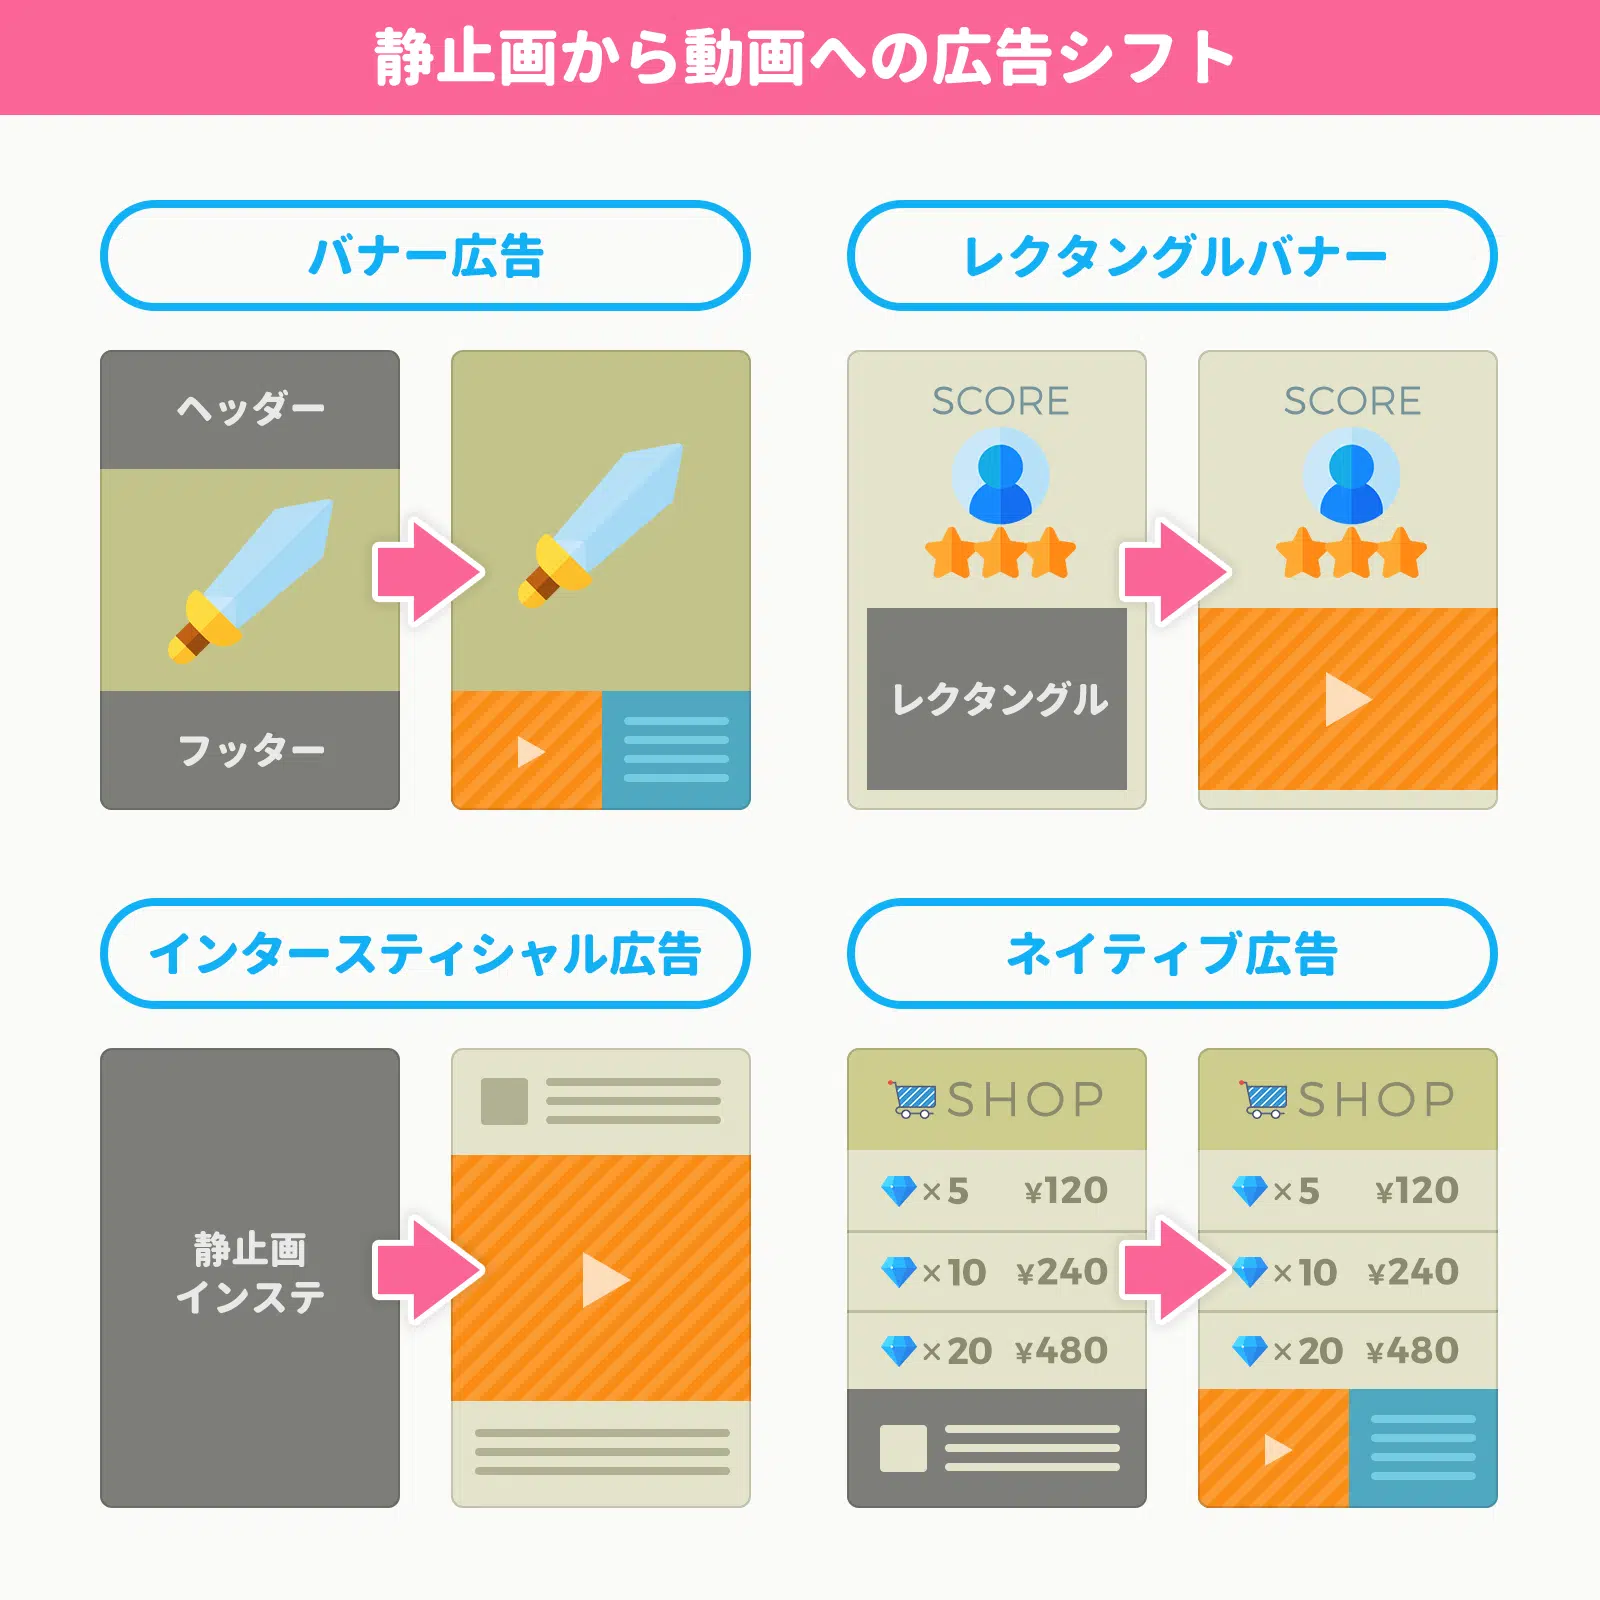 静止画から動画への広告シフト
バナー広告
ヘッダー
フッター
レクタングルバナー
SCORE
レクタングル
SCORE
インタースティシャル広告
静止画
インステ
ネイティブ広告
SHOP
×5 ¥120
×10 ¥240
×20 ¥480
SHOP
×5 ¥120
×10 ¥240
×20 ¥480